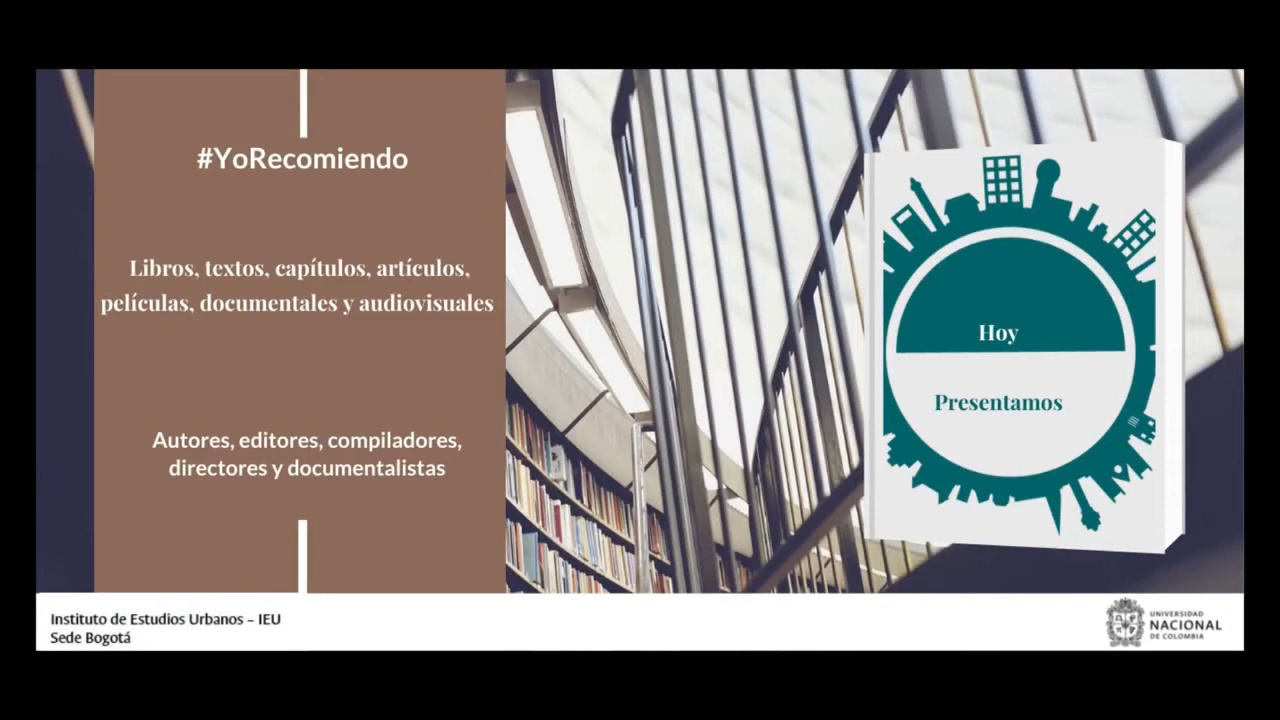 #YoRecomiendo
Libros, textos, capítulos, artículos,
películas, documentales y audiovisuales
Autores, editores, compiladores,
directores y documentalistas
Hoy
Presentamos
Instituto de Estudios Urbanos – IEU
Sede Bogotá
UNIVERSIDAD
NACIONAL
DE COLOMBIA